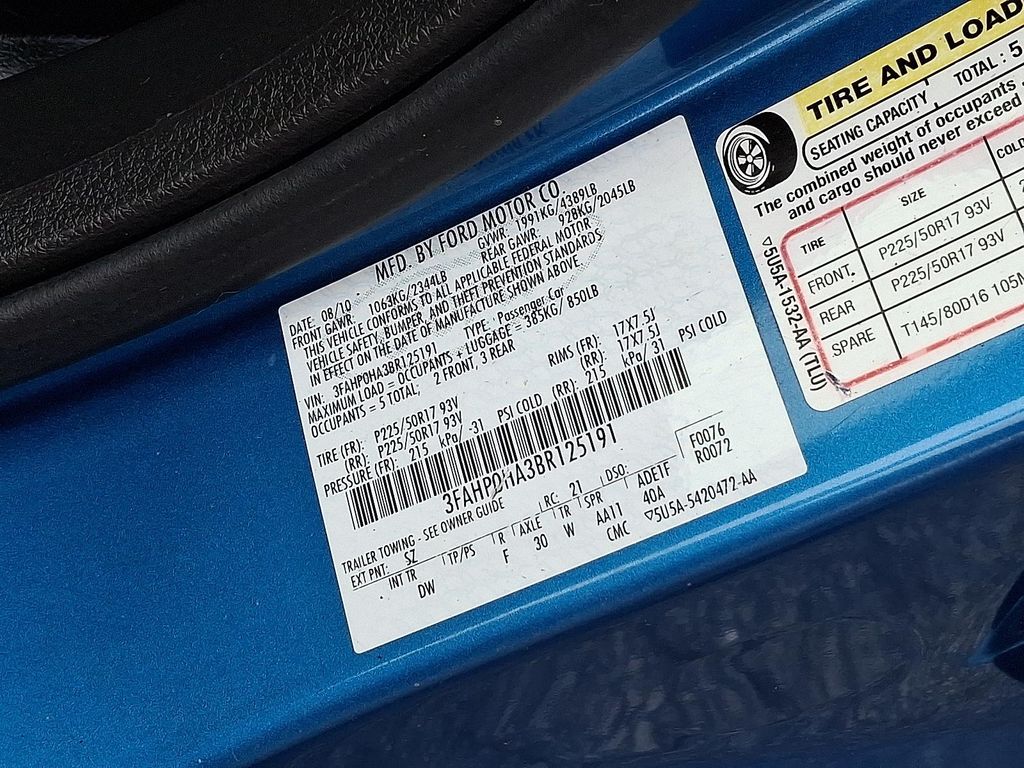 MFD. BY FORD MOTOR CO.
DATE: 08/10 GVWR: 1991KG/4389LB
FRONT GAWR: 1063KG/2344LB REAR GAWR: 928KG/2045LB
THIS VEHICLE CONFORMS TO ALL APPLICABLE FEDERAL MOTOR
VEHICLE SAFETY, BUMPER, AND THEFT PREVENTION STANDARDS
IN EFFECT ON THE DATE OF MANUFACTURE SHOWN ABOVE.
VIN: 3FAHP0HA3BR125191 TYPE: Passenger Car
MAXIMUM LOAD = OCCUPANTS + LUGGAGE = 385KG/ 850LB
OCCUPANTS = 5 TOTAL, 2 FRONT, 3 REAR
TIRE (FR): P225/50R17 93V RIMS (FR): 17X7.5J
(RR): P225/50R17 93V (RR): 17X7.5J
PRESSURE (FR): 215 kPa/ 31 PSI COLD (RR): 215 kPa/ 31 PSI COLD
3FAHP0HA3BR125191
F0076
R0072
TRAILER TOWING - SEE OWNER GUIDE LRC: 21 DSO:
EXT PNT: SZ
INT TR TP/PS R AXLE TR SPR ADE1F
DW F 30 W AA11 40A
CMC ▽5U5A-5420472-AA
TIRE AND LOAD
SEATING CAPACITY TOTAL : 5
The combined weight of occupants
and cargo should never exceed
TIRE SIZE COLD
FRONT P225/50R17 93V
REAR P225/50R17 93V
SPARE T145/80D16 105M
▽5U5A-1532-AA (TLU)